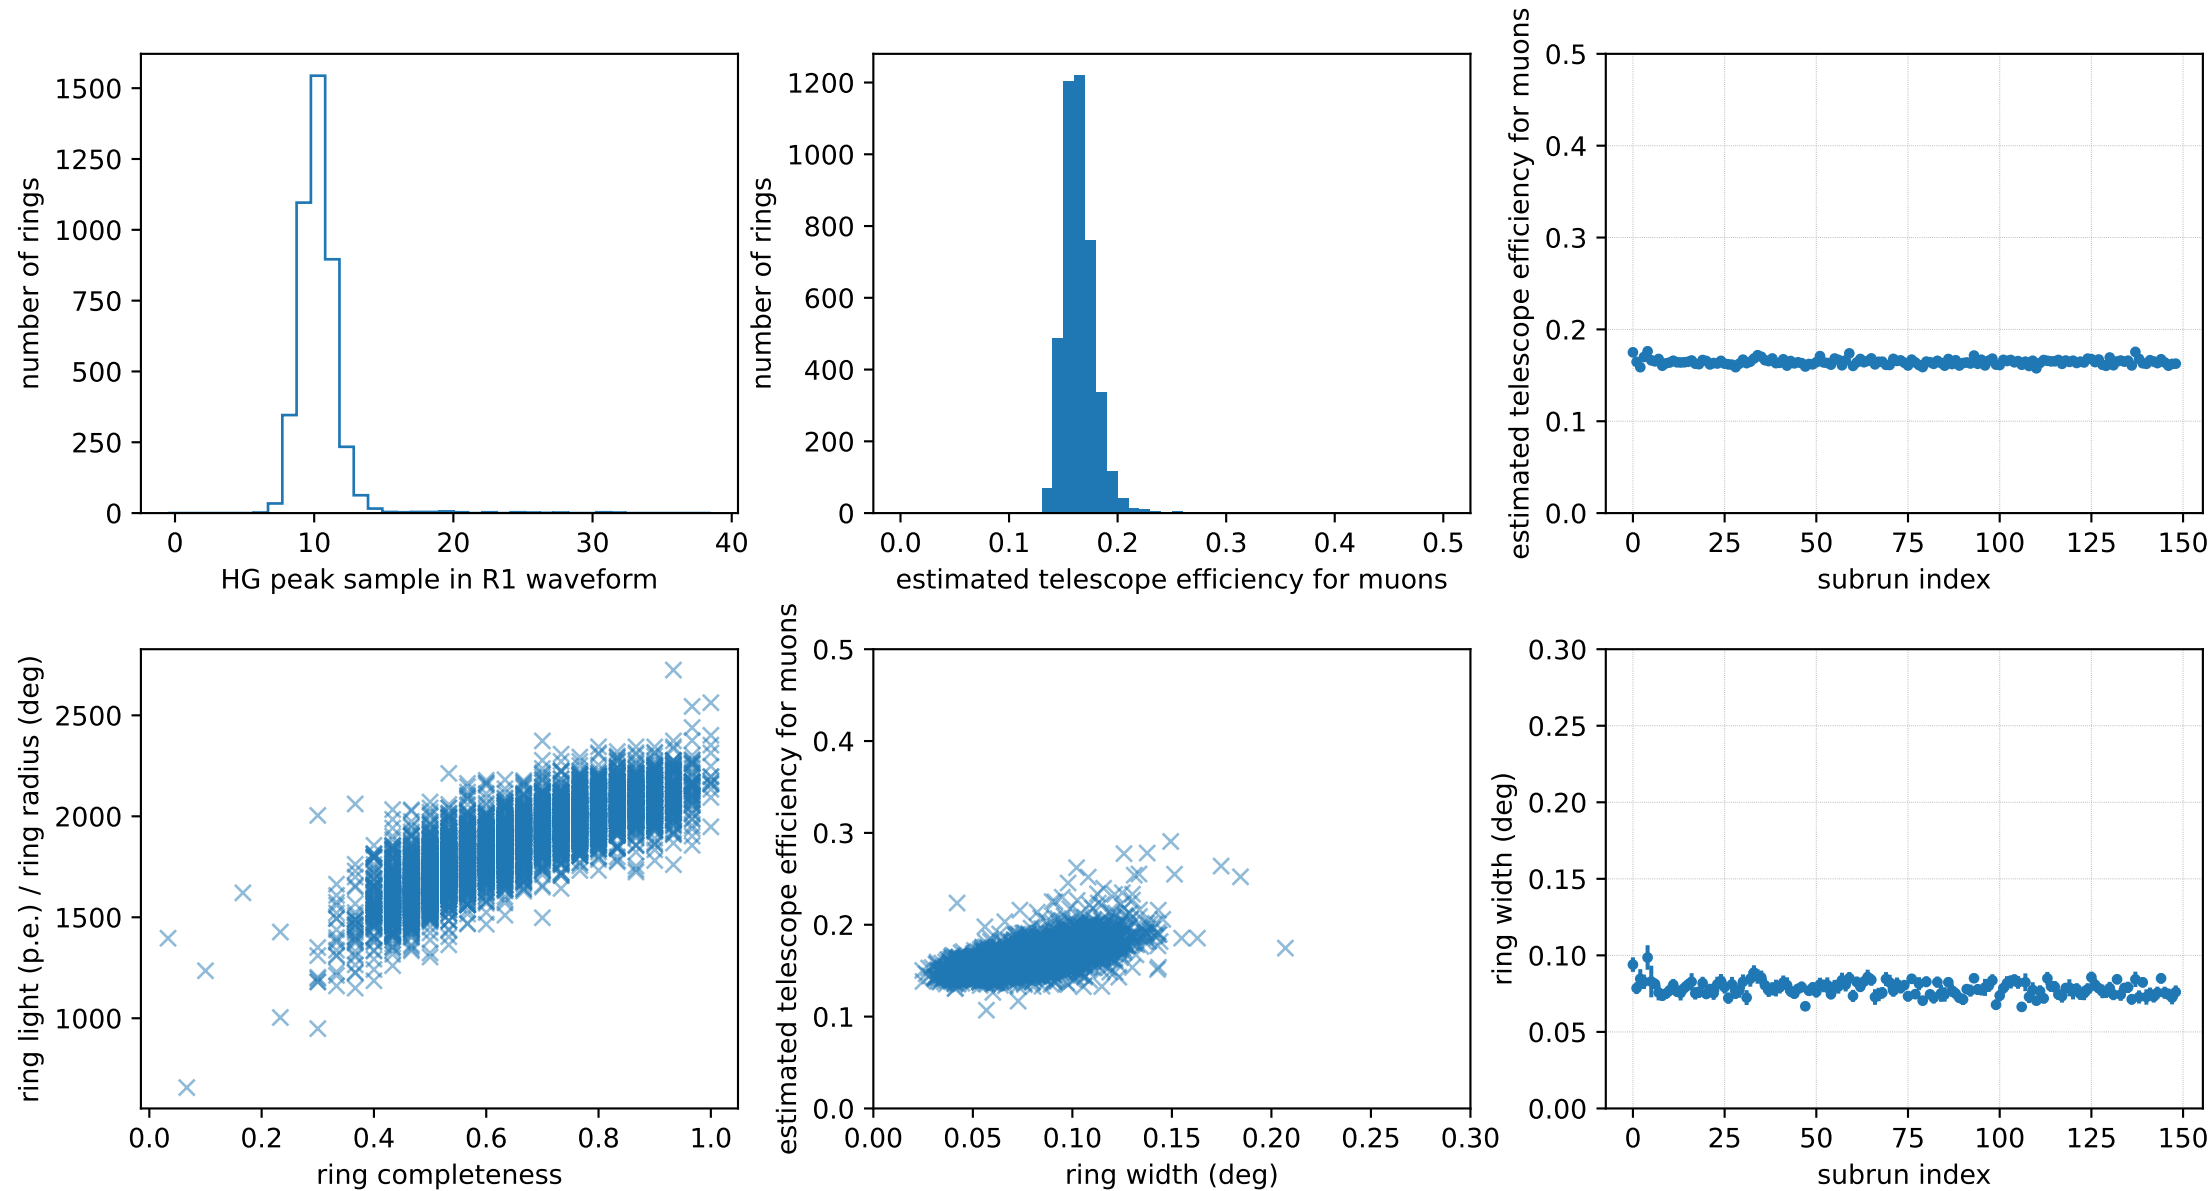 1500
1250
1000
750
500
250
0
number of rings
0 10 20 30 40
HG peak sample in R1 waveform
1200
1000
800
600
400
200
0
number of rings
0.0 0.1 0.2 0.3 0.4 0.5
estimated telescope efficiency for muons
0.5
0.4
0.3
0.2
0.1
0.0
estimated telescope efficiency for muons
0 25 50 75 100 125 150
subrun index
2500
2000
1500
1000
ring light (p.e.) / ring radius (deg)
0.0 0.2 0.4 0.6 0.8 1.0
ring completeness
0.5
0.4
0.3
0.2
0.1
0.0
estimated telescope efficiency for muons
0.00 0.05 0.10 0.15 0.20 0.25 0.30
ring width (deg)
0.30
0.25
0.20
0.15
0.10
0.05
0.00
ring width (deg)
0 25 50 75 100 125 150
subrun index